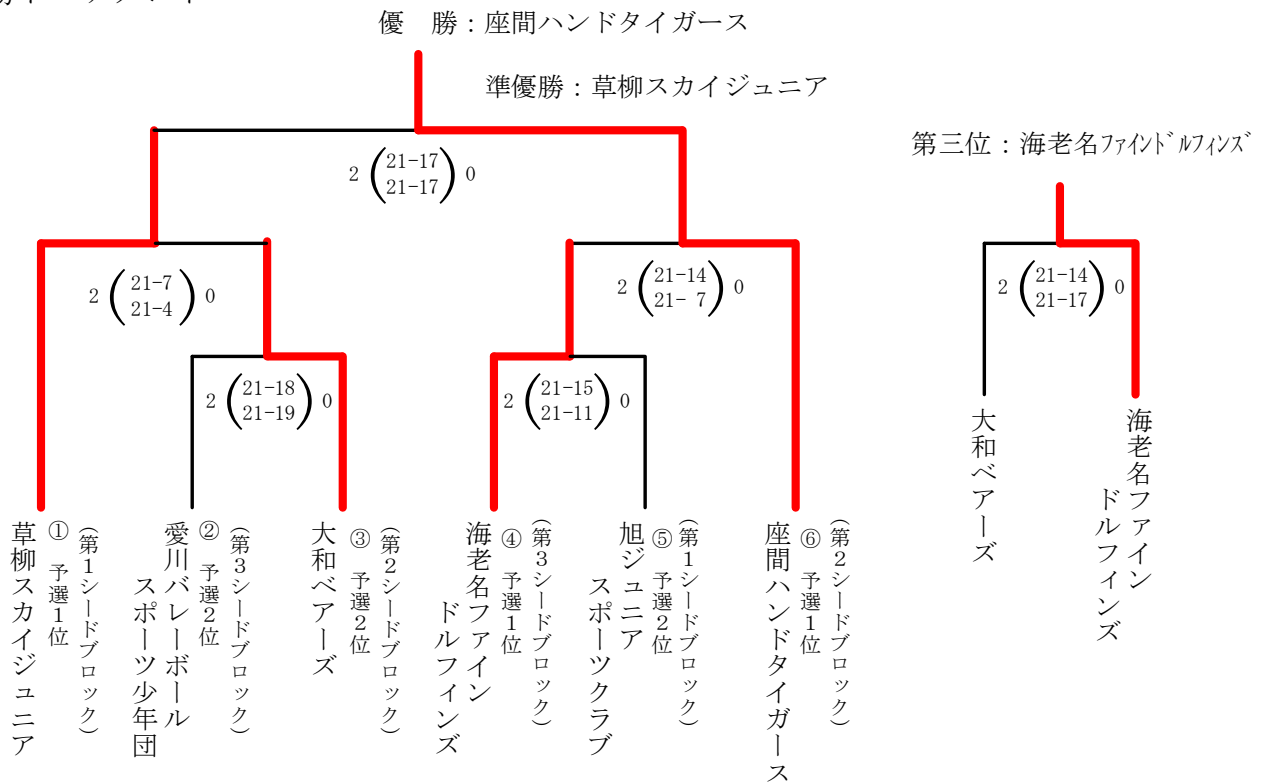 優　勝：座間ハンドタイガース
準優勝：草柳スカイジュニア
第三位：海老名ファインドルフィンズ
2 (21-17 21-17) 0
2 (21-7 21-4) 0
2 (21-14 21- 7) 0
2 (21-14 21-17) 0
2 (21-18 21-19) 0
2 (21-15 21-11) 0
(第1シードブロック)
① 予選1位
草柳スカイジュニア
(第3シードブロック)
② 予選2位
愛川バレーボール
スポーツ少年団
(第2シードブロック)
③ 予選2位
大和ベアーズ
(第3シードブロック)
④ 予選1位
海老名ファイン
ドルフィンズ
(第1シードブロック)
⑤ 予選2位
旭ジュニア
スポーツクラブ
(第2シードブロック)
⑥ 予選1位
座間ハンドタイガース
大和ベアーズ
海老名ファイン
ドルフィンズ